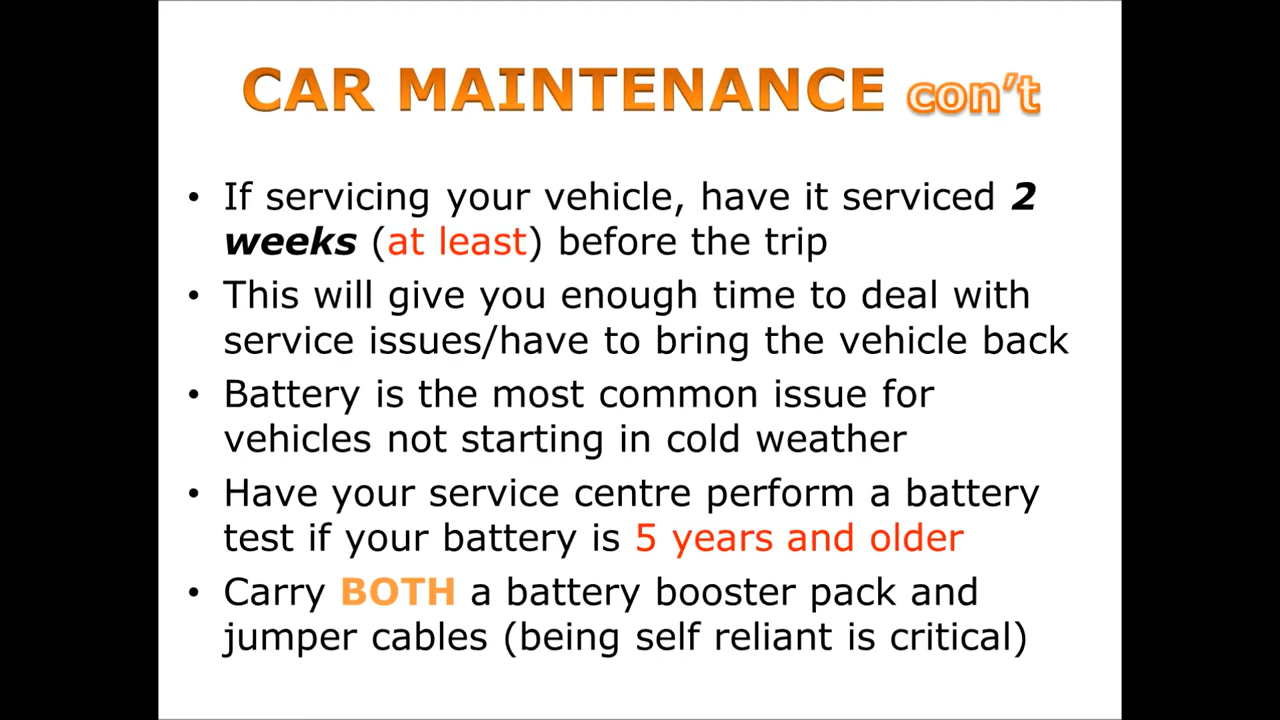 CAR MAINTENANCE con't
• If servicing your vehicle, have it serviced 2
weeks (at least) before the trip
• This will give you enough time to deal with
service issues/have to bring the vehicle back
• Battery is the most common issue for
vehicles not starting in cold weather
• Have your service centre perform a battery
test if your battery is 5 years and older
• Carry BOTH a battery booster pack and
jumper cables (being self reliant is critical)